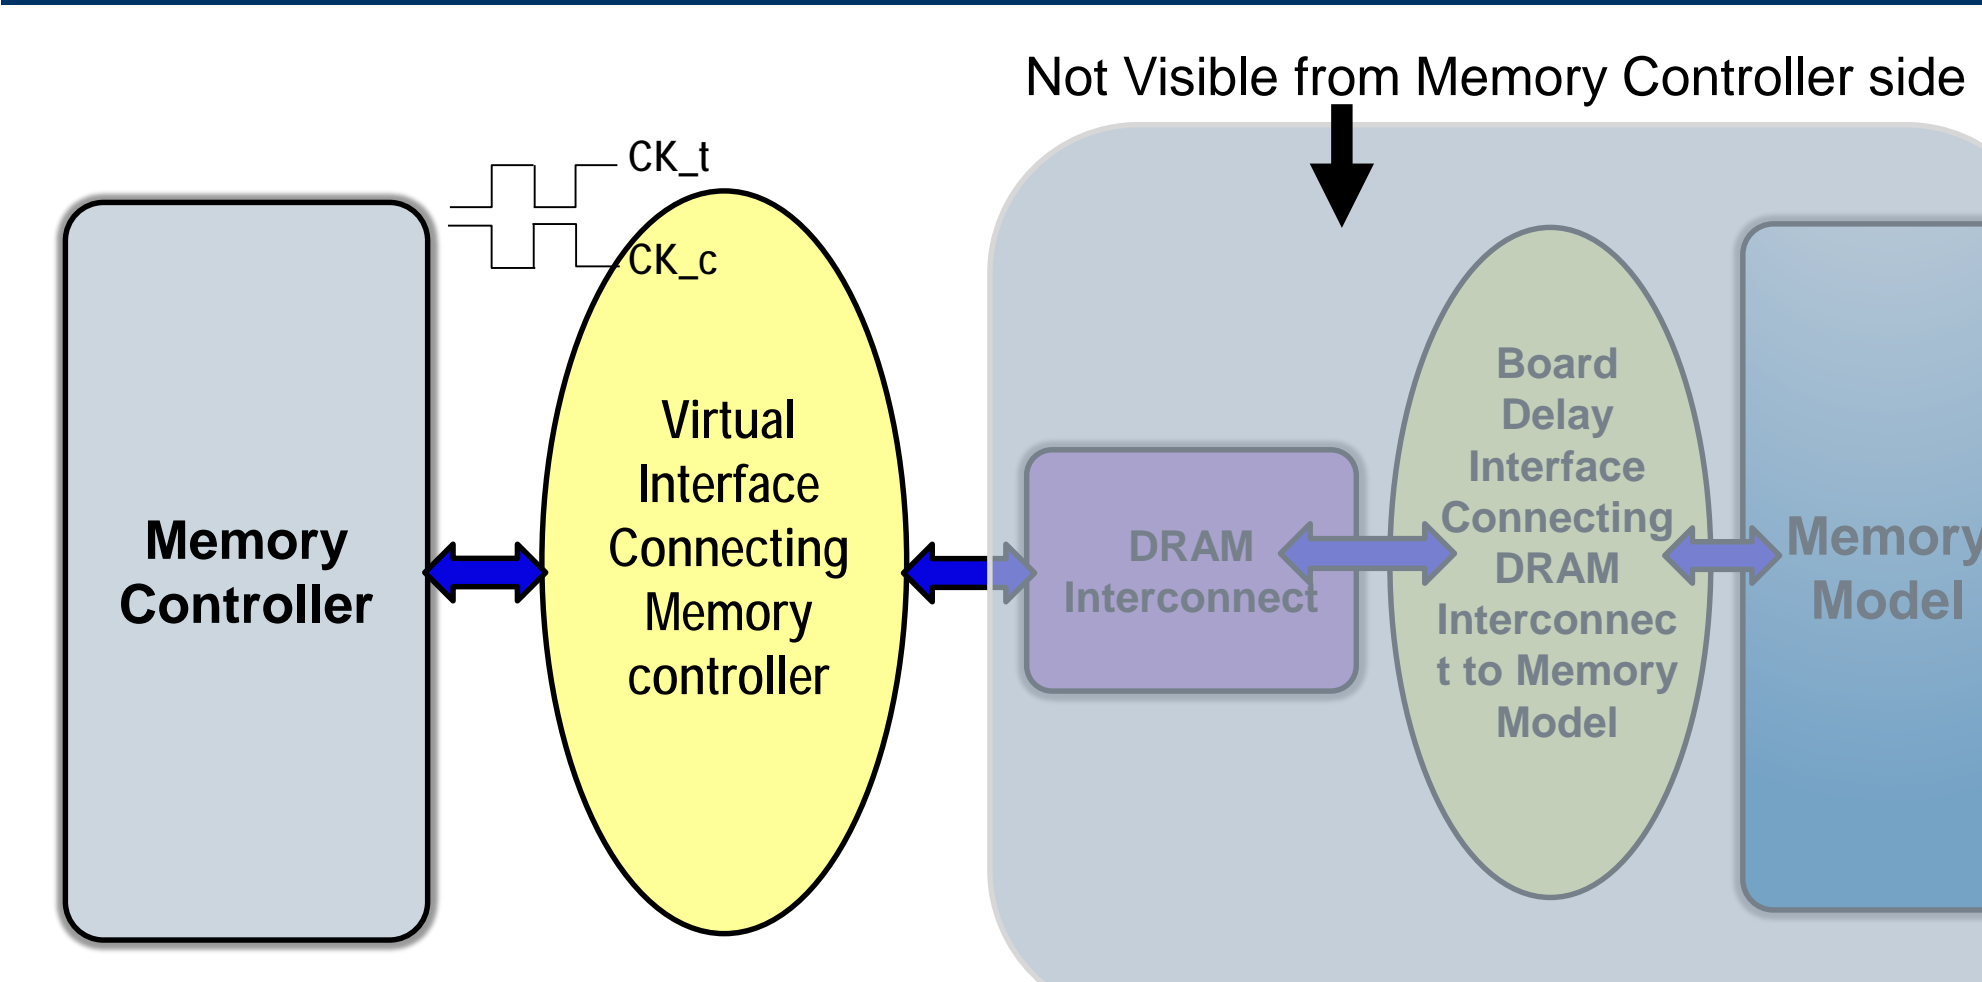 Not Visible from Memory Controller side
CK_t
CK_c
Memory
Controller
Virtual
Interface
Connecting
Memory
controller
DRAM
Interconnect
Board
Delay
Interface
Connecting
DRAM
Interconnec
t to Memory
Model
Memory
Model